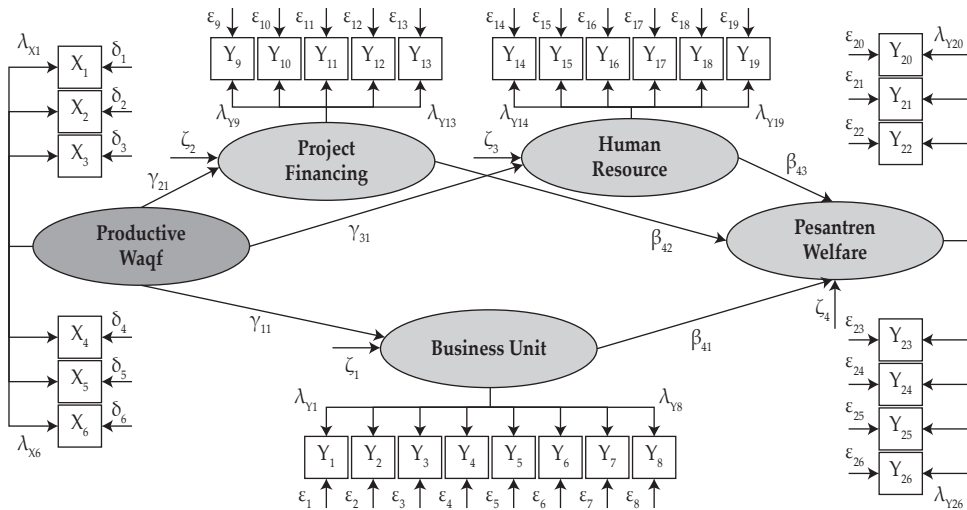 ε₉ ε₁₀ ε₁₁ ε₁₂ ε₁₃
Y₉ Y₁₀ Y₁₁ Y₁₂ Y₁₃
λY₉ λY₁₃
ε₁₄ ε₁₅ ε₁₆ ε₁₇ ε₁₈ ε₁₉
Y₁₄ Y₁₅ Y₁₆ Y₁₇ Y₁₈ Y₁₉
λY₁₄ λY₁₉
λX₁
X₁ δ₁
X₂ δ₂
X₃ δ₃
ε₂₀ Y₂₀ λY₂₀
ε₂₁ Y₂₁
ε₂₂ Y₂₂
ζ₂
Project
Financing
ζ₃
Human
Resource
γ₂₁
β₄₃
Productive
Waqf
γ₃₁
β₄₂
Pesantren
Welfare
γ₁₁
ζ₁
Business Unit
β₄₁
ζ₄
X₄ δ₄
X₅ δ₅
X₆ δ₆
λX₆
λY₁ λY₈
Y₁ Y₂ Y₃ Y₄ Y₅ Y₆ Y₇ Y₈
ε₁ ε₂ ε₃ ε₄ ε₅ ε₆ ε₇ ε₈
ε₂₃ Y₂₃
ε₂₄ Y₂₄
ε₂₅ Y₂₅
ε₂₆ Y₂₆
λY₂₆